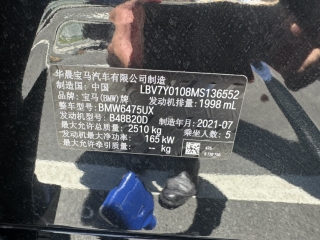 华晨宝马汽车有限公司制造
制造国: 中国 LBV7Y0108MS136552
品牌: 宝马(BMW)牌 发动机排量: 1998 mL
整车型号: BMW6475UX
发动机型号: B48B20D 制造年月: 2021-07
最大允许总质量: 2510 kg 乘坐人数: 5
最大净功率: 165 kW
最大允许牵引质量: -- kg